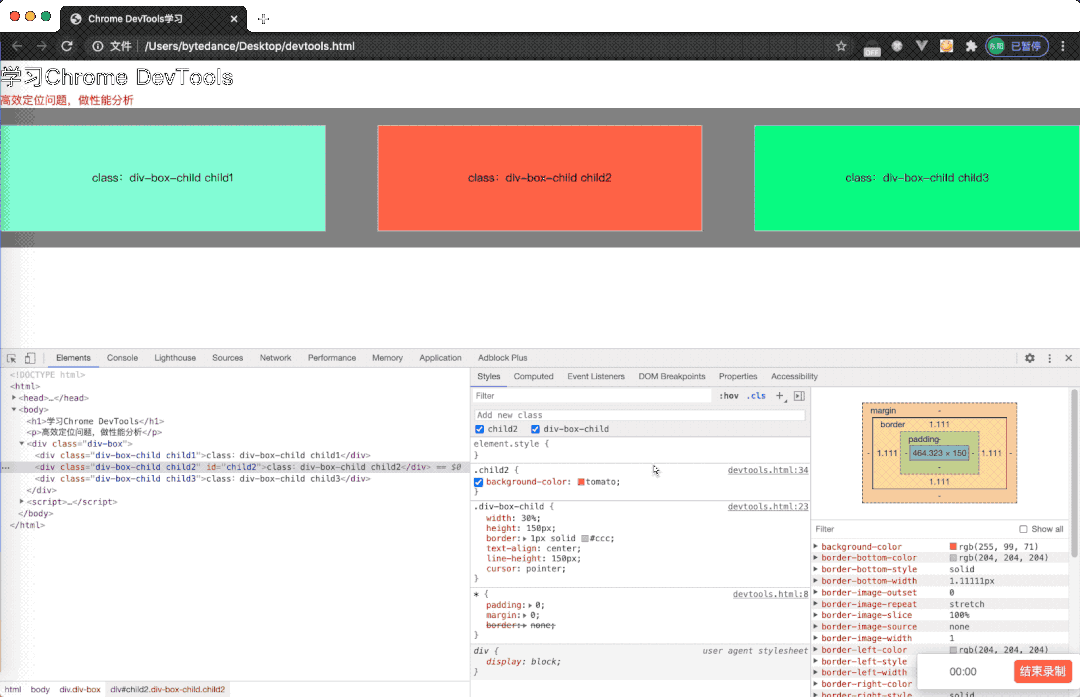 Chrome DevTools学习
文件 | /Users/bytedance/Desktop/devtools.html
OFF
东阳 已暂停
学习Chrome DevTools
高效定位问题，做性能分析
class：div-box-child child1
class：div-box-child child2
class：div-box-child child3
Elements Console Lighthouse Sources Network Performance Memory Application Adblock Plus
<!DOCTYPE html>
<html>
<head>…</head>
<body>
<h1>学习Chrome DevTools</h1>
<p>高效定位问题，做性能分析</p>
<div class="div-box">
<div class="div-box-child child1">class：div-box-child child1</div>
<div class="div-box-child child2" id="child2">class：div-box-child child2</div> == $0
<div class="div-box-child child3">class：div-box-child child3</div>
</div>
<script>…</script>
</body>
</html>
html body div.div-box div#child2.div-box-child.child2
Styles Computed Event Listeners DOM Breakpoints Properties Accessibility
Filter :hov .cls +
Add new class
child2 div-box-child
element.style {
}
.child2 { devtools.html:34
background-color: tomato;
}
.div-box-child { devtools.html:23
width: 30%;
height: 150px;
border: 1px solid #ccc;
text-align: center;
line-height: 150px;
cursor: pointer;
}
* { devtools.html:8
padding: 0;
margin: 0;
border: none;
}
div { user agent stylesheet
display: block;
}
margin -
border 1.111
padding -
- 1.111 - 464.323 × 150 - 1.111 -
-
1.111
-
Filter Show all
background-color rgb(255, 99, 71)
border-bottom-color rgb(204, 204, 204)
border-bottom-style solid
border-bottom-width 1.11111px
border-image-outset 0
border-image-repeat stretch
border-image-slice 100%
border-image-source none
border-image-width 1
border-left-color rgb(204, 204, 204)
border-left-style
border-left-width
border-right-color
solid
00:00 结束录制